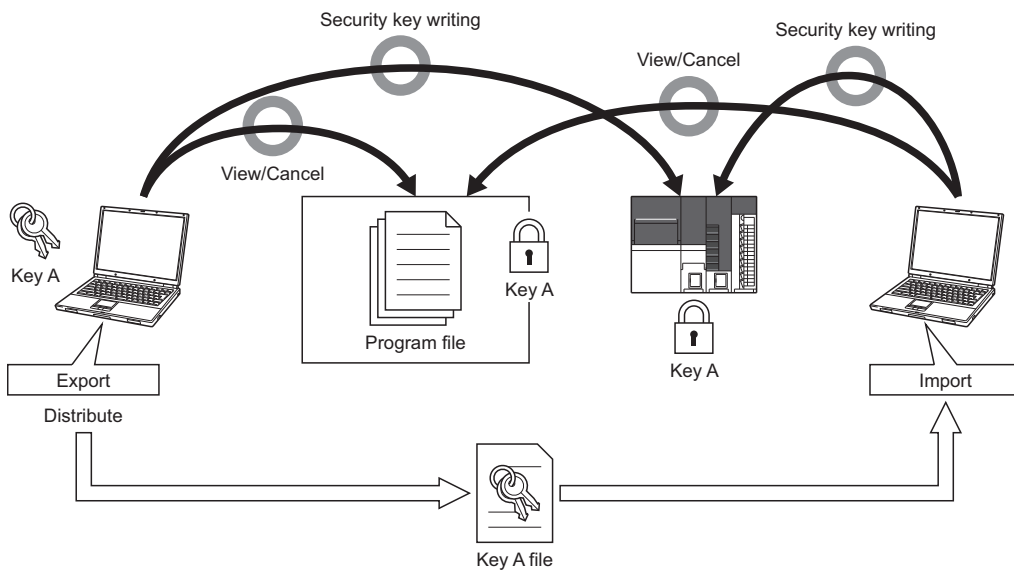 Security key writing
Security key writing
View/Cancel
View/Cancel
Key A
Key A
Program file
Key A
Export
Import
Distribute
Key A file